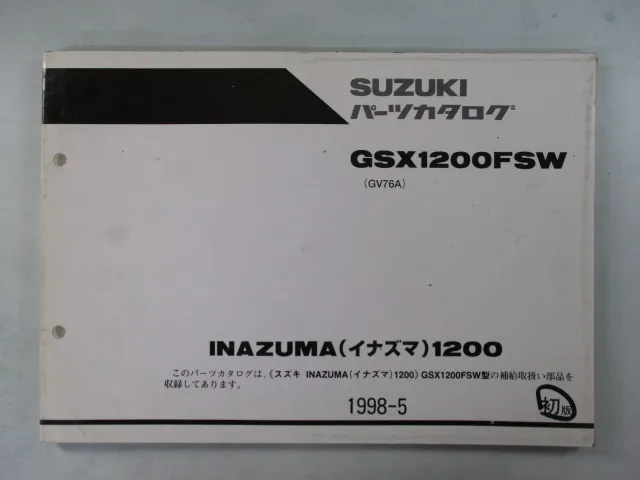 SUZUKI
パーツカタログ
GSX1200FSW
(GV76A)
INAZUMA(イナズマ)1200
このパーツカタログは、《スズキ INAZUMA(イナズマ)1200》GSX1200FSW型の補給取扱い部品を
収録してあります。
1998-5
初版